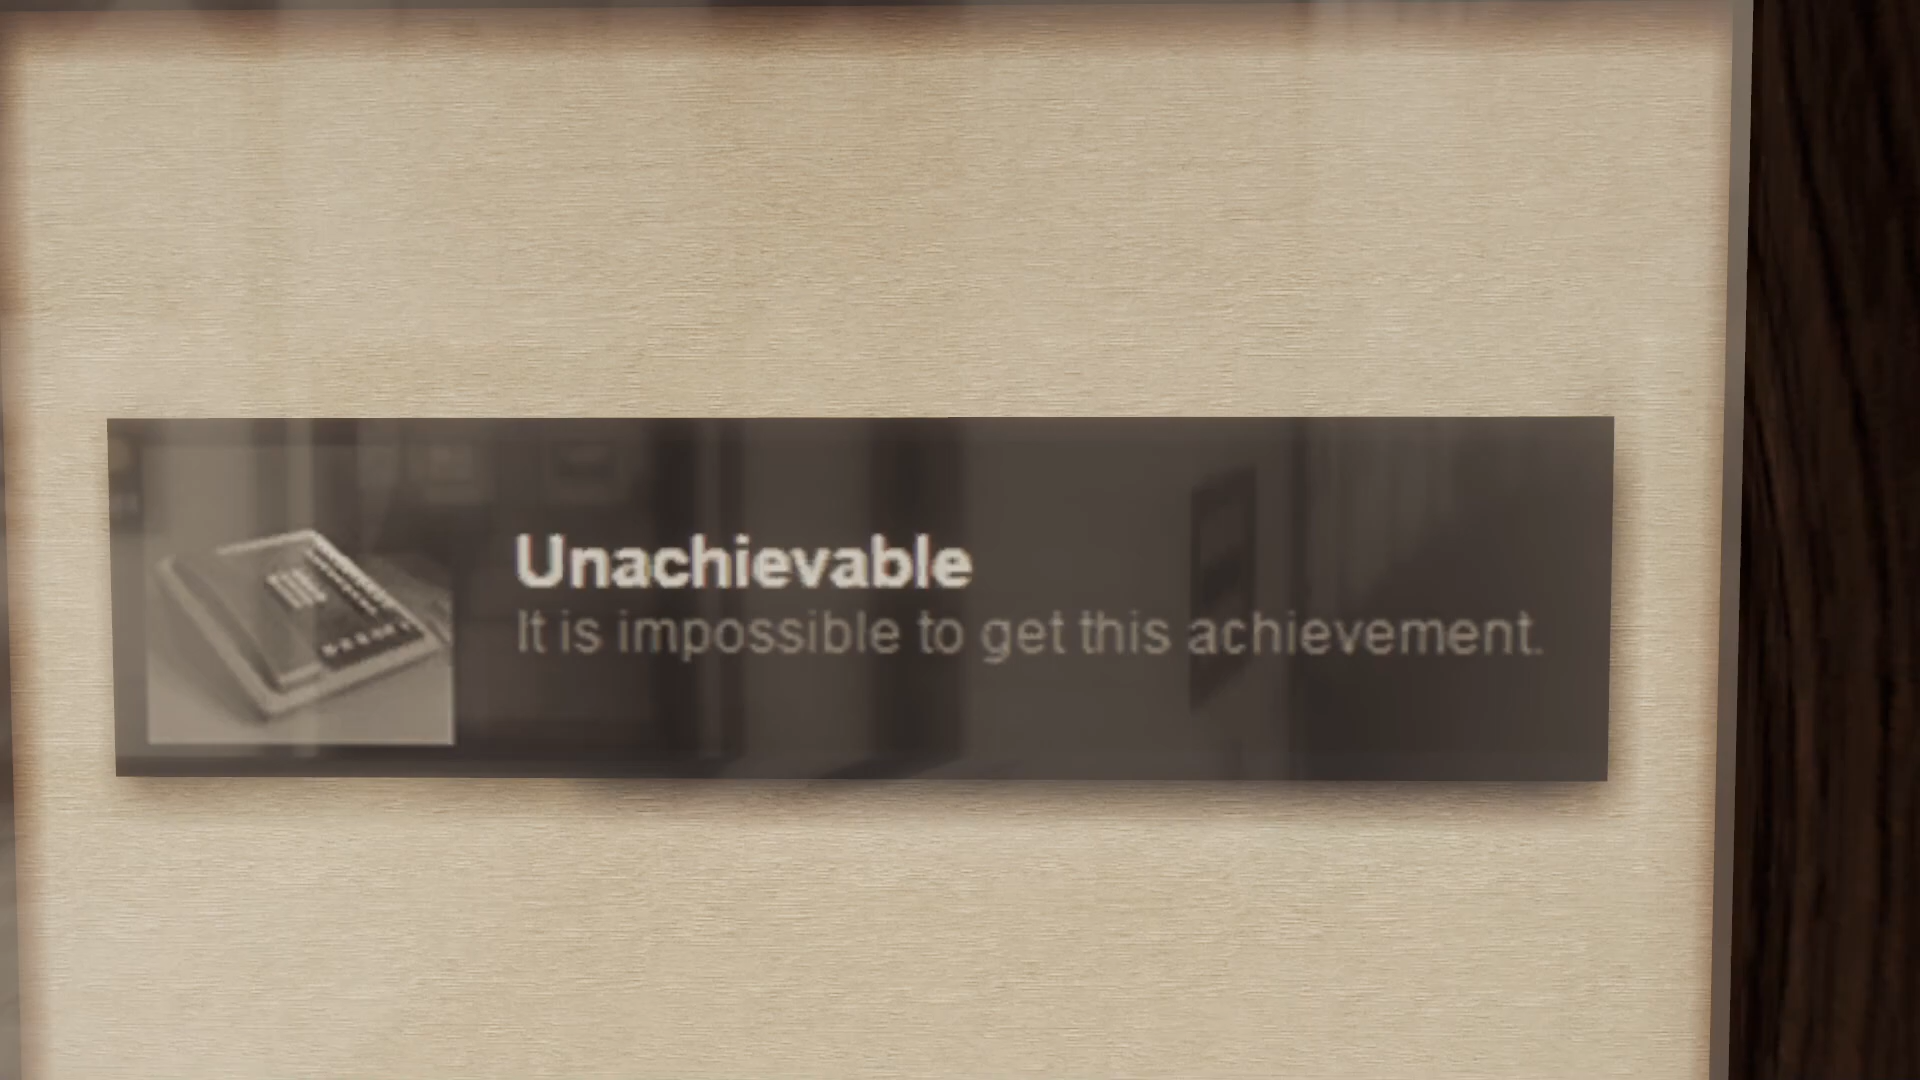 Unachievable
It is impossible to get this achievement.